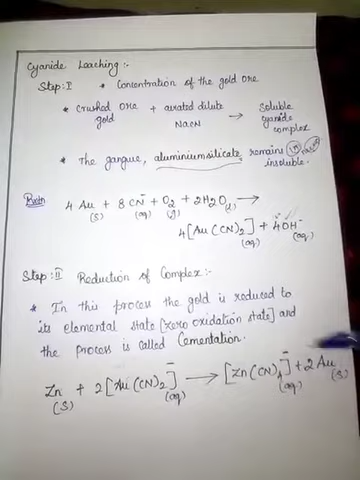 Cyanide Leaching :-
Step:I * Concentration of the gold ore
* crushed ore + aerated dilute → Soluble
gold NaCN cyanide
complex
* The gangue, aluminiumsilicate remains
insoluble.
4 Au (s) + 8 CN⁻ (aq) + O₂ (g) + 2H₂O (l) →
4[Au(CN)₂]⁻ (aq) + 4OH⁻ (aq)
Step:II Reduction of Complex :-
* In this process the gold is reduced to
its elemental state [zero oxidation state] and
the process is called Cementation.
Zn (s) + 2[Au(CN)₂]⁻ (aq) → [Zn(CN)₄]⁻ (aq) + 2 Au (s)